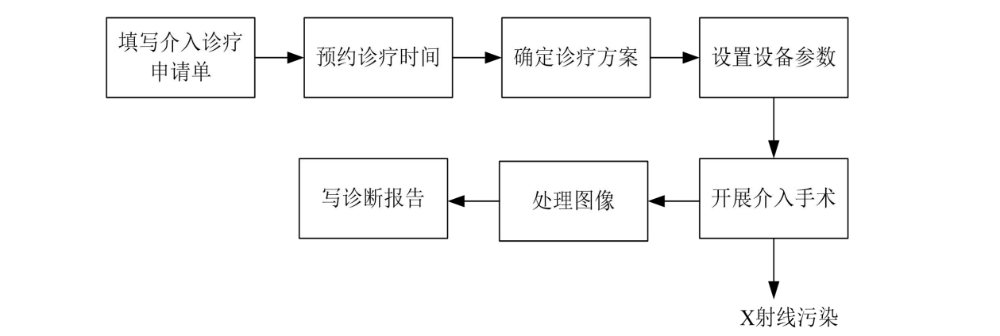 填写介入诊疗
申请单
预约诊疗时间
确定诊疗方案
设置设备参数
开展介入手术
处理图像
写诊断报告
X射线污染